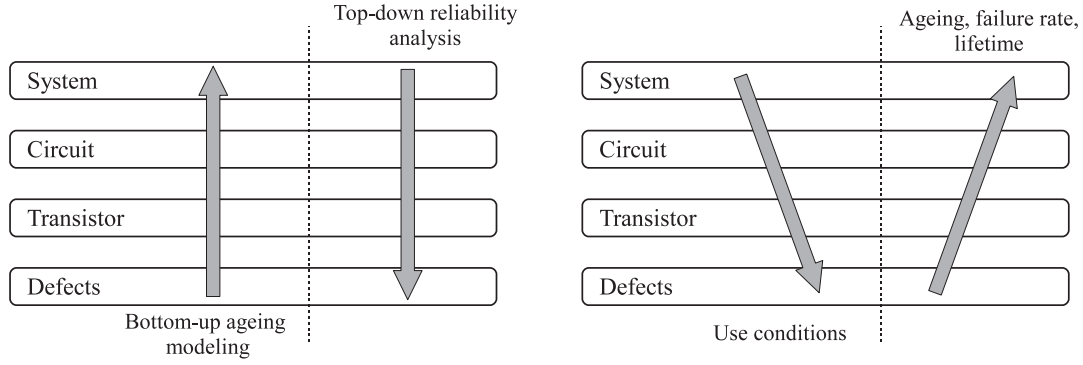 Top-down reliability
analysis
System
Circuit
Transistor
Defects
Bottom-up ageing
modeling
Ageing, failure rate,
lifetime
System
Circuit
Transistor
Defects
Use conditions